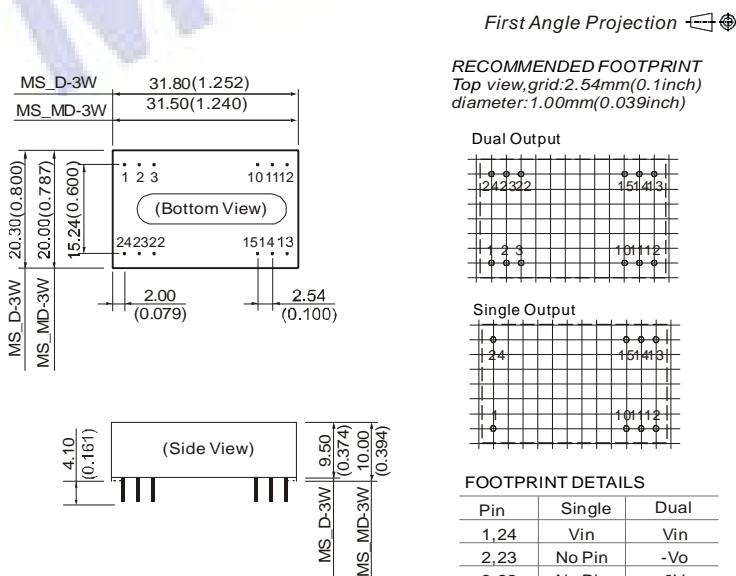 First Angle Projection
MS_D-3W 31.80(1.252)
MS_MD-3W 31.50(1.240)
1 2 3 10 11 12
(Bottom View)
24 23 22 15 14 13
20.30(0.800)
20.00(0.787)
15.24(0.600)
MS_D-3W
MS_MD-3W
2.00
(0.079)
2.54
(0.100)
4.10
(0.161)
(Side View)
9.50
(0.374)
10.00
(0.394)
MS_D-3W
MS_MD-3W
RECOMMENDED FOOTPRINT
Top view,grid:2.54mm(0.1inch)
diameter:1.00mm(0.039inch)
Dual Output
24 23 22 15 14 13
1 2 3 10 11 12
Single Output
24 15 14 13
1 10 11 12
FOOTPRINT DETAILS
Pin Single Dual
1,24 Vin Vin
2,23 No Pin -Vo